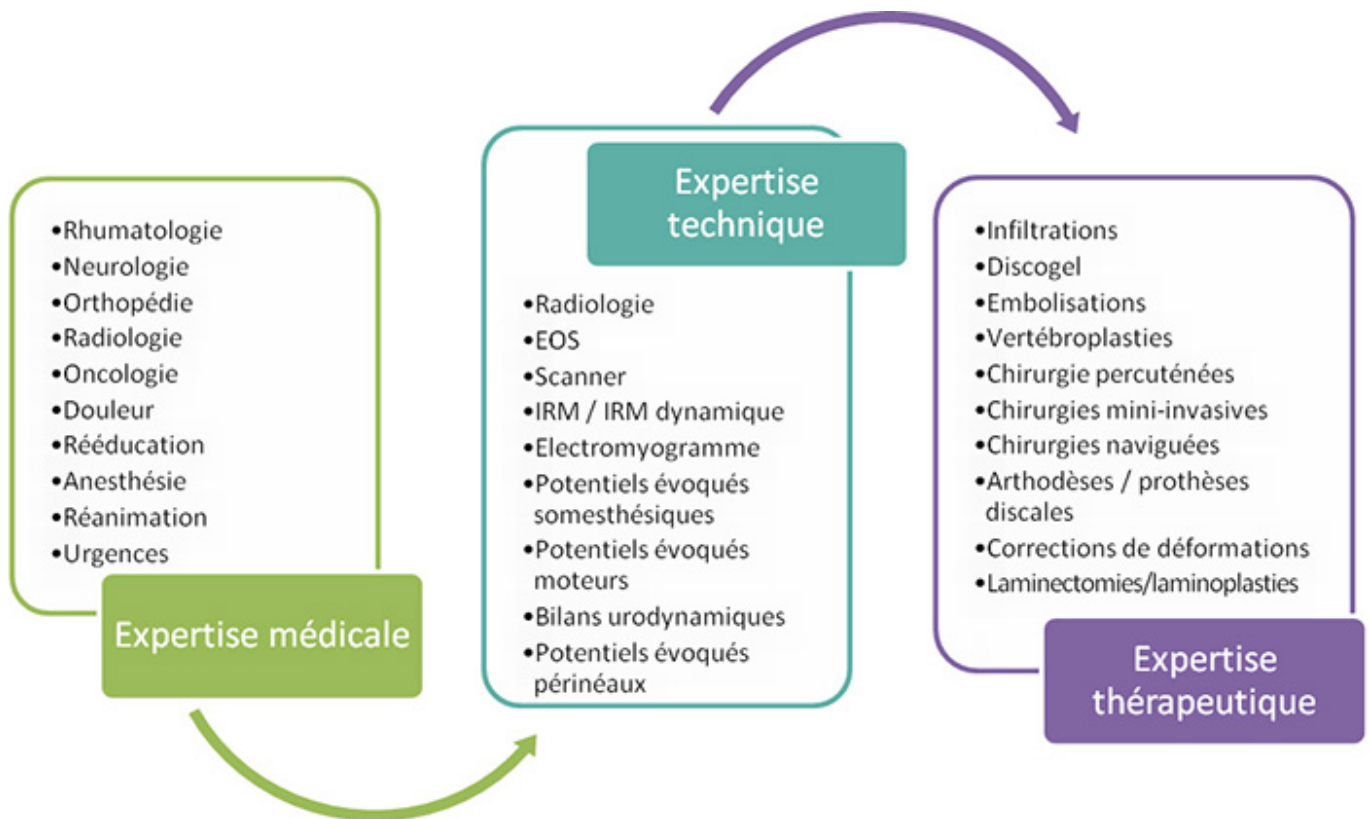 •Rhumatologie
•Neurologie
•Orthopédie
•Radiologie
•Oncologie
•Douleur
•Rééducation
•Anesthésie
•Réanimation
•Urgences
Expertise médicale
Expertise
technique
•Radiologie
•EOS
•Scanner
•IRM / IRM dynamique
•Electromyogramme
•Potentiels évoqués
somesthésiques
•Potentiels évoqués
moteurs
•Bilans urodynamiques
•Potentiels évoqués
périnéaux
•Infiltrations
•Discogel
•Embolisations
•Vertébroplasties
•Chirurgie percuténées
•Chirurgies mini-invasives
•Chirurgies naviguées
•Arthodèses / prothèses
discales
•Corrections de déformations
•Laminectomies/laminoplasties
Expertise
thérapeutique